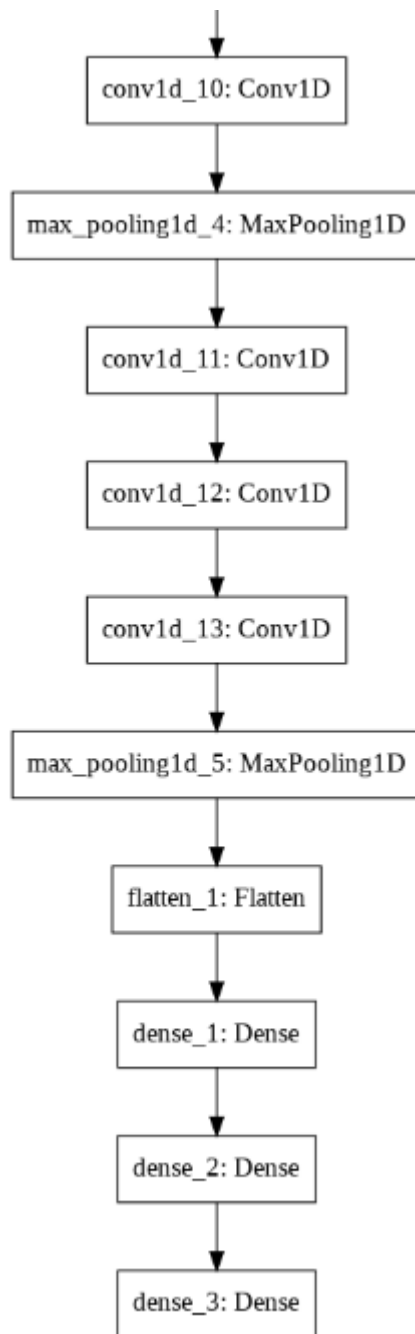 conv1d_10: Conv1D
max_pooling1d_4: MaxPooling1D
conv1d_11: Conv1D
conv1d_12: Conv1D
conv1d_13: Conv1D
max_pooling1d_5: MaxPooling1D
flatten_1: Flatten
dense_1: Dense
dense_2: Dense
dense_3: Dense